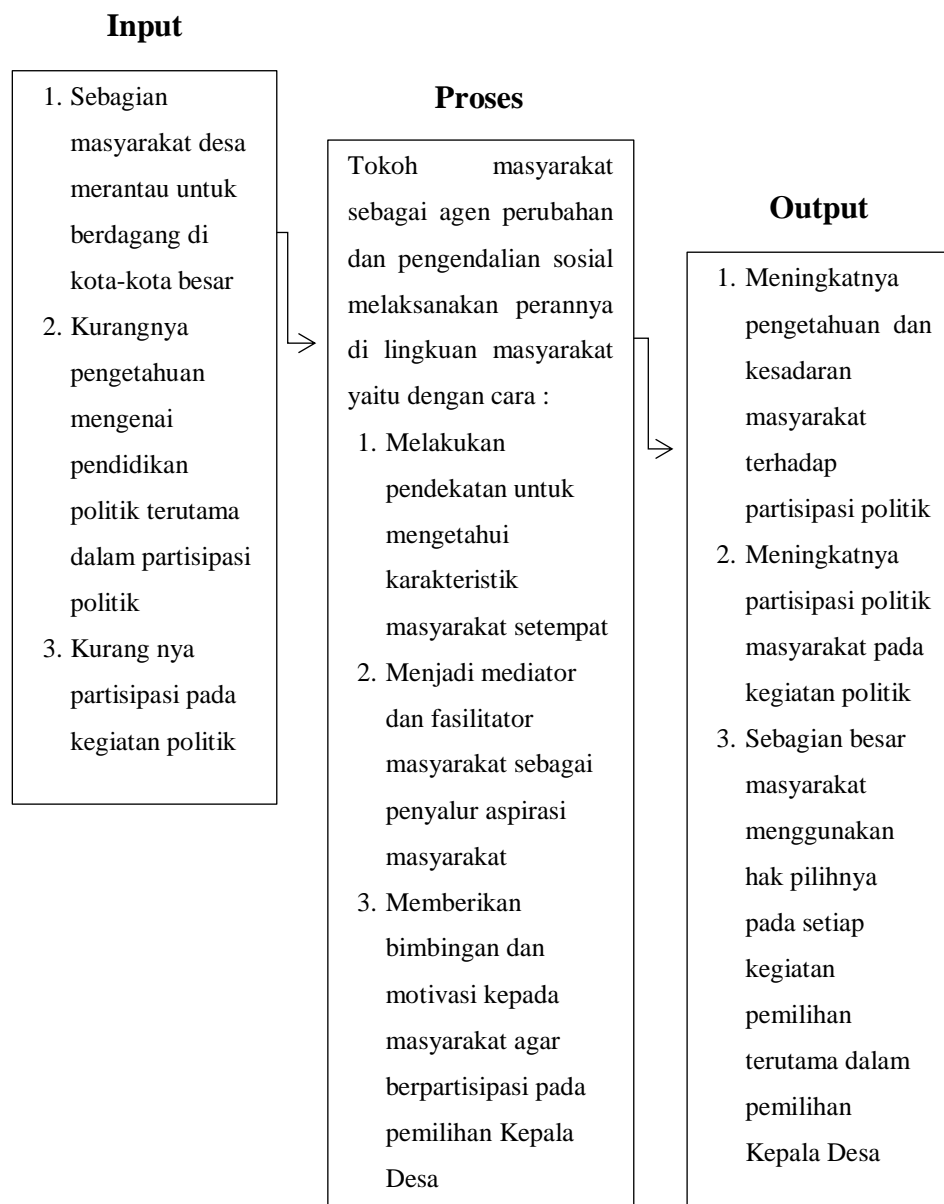 Input
1. Sebagian
masyarakat desa
merantau untuk
berdagang di
kota-kota besar
2. Kurangnya
pengetahuan
mengenai
pendidikan
politik terutama
dalam partisipasi
politik
3. Kurang nya
partisipasi pada
kegiatan politik
Proses
Tokoh masyarakat
sebagai agen perubahan
dan pengendalian sosial
melaksanakan perannya
di lingkuan masyarakat
yaitu dengan cara :
1. Melakukan
pendekatan untuk
mengetahui
karakteristik
masyarakat setempat
2. Menjadi mediator
dan fasilitator
masyarakat sebagai
penyalur aspirasi
masyarakat
3. Memberikan
bimbingan dan
motivasi kepada
masyarakat agar
berpartisipasi pada
pemilihan Kepala
Desa
Output
1. Meningkatnya
pengetahuan dan
kesadaran
masyarakat
terhadap
partisipasi politik
2. Meningkatnya
partisipasi politik
masyarakat pada
kegiatan politik
3. Sebagian besar
masyarakat
menggunakan
hak pilihnya
pada setiap
kegiatan
pemilihan
terutama dalam
pemilihan
Kepala Desa